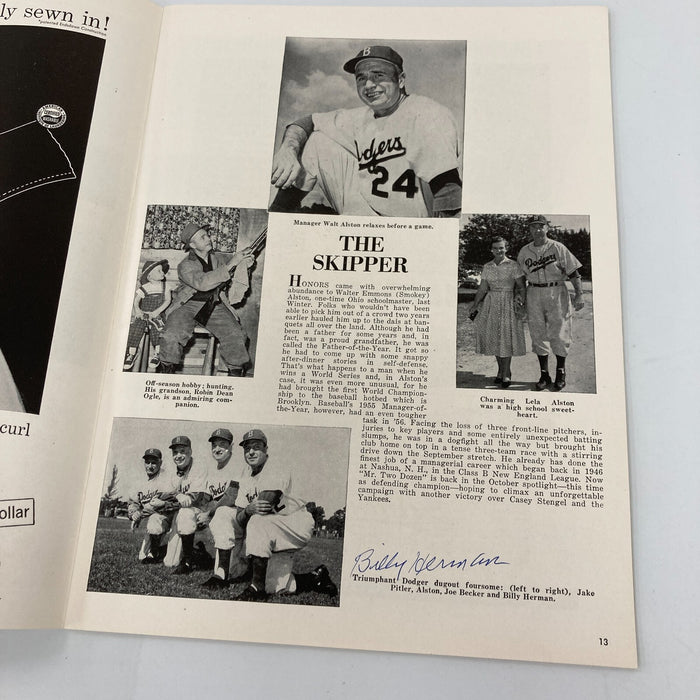 ly sewn in!
*patented Endolawn Construction
curl
ollar
B
Dodgers
24
Manager Walt Alston relaxes before a game.
THE
SKIPPER
HONORS came with overwhelming
abundance to Walter Emmons (Smokey)
Alston, one-time Ohio schoolmaster, last
Winter. Folks who wouldn't have been
able to pick him out of a crowd two years
earlier hauled him up to the dais at ban-
quets all over the land. Although he had
been a father for some years and, in
fact, was a proud grandfather, he was
called the Father-of-the-Year. It got so
he had to come up with some snappy
after-dinner stories in self-defense.
That's what happens to a man when he
wins a World Series and, in Alston's
case, it was even more unusual, for he
had brought the first World Champion-
ship to the baseball hotbed which is
Brooklyn. Baseball's 1955 Manager-of-
the-Year, however, had an even tougher
task in '56. Facing the loss of three front-line pitchers, in-
juries to key players and some entirely unexpected batting
slumps, he was in a dogfight all the way but brought his
club home on top in a tense three-team race with a stirring
drive down the September stretch. He already has done the
finest job of a managerial career which began back in 1946
at Nashua, N. H., in the Class B New England League. Now
"Mr. Two Dozen" is back in the October spotlight—this time
as defending champion—hoping to climax an unforgettable
campaign with another victory over Casey Stengel and the
Yankees.
Off-season hobby; hunting.
His grandson, Robin Dean
Ogle, is an admiring com-
panion.
Dodgers
Charming Lela Alston
was a high school sweet-
heart.
Billy Herman
Triumphant Dodger dugout foursome: (left to right), Jake
Pitler, Alston, Joe Becker and Billy Herman.
13